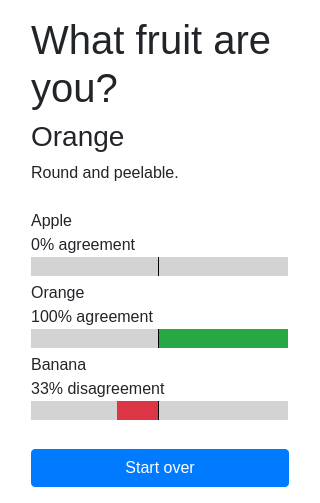 What fruit are
you?
Orange
Round and peelable.
Apple
0% agreement
Orange
100% agreement
Banana
33% disagreement
Start over